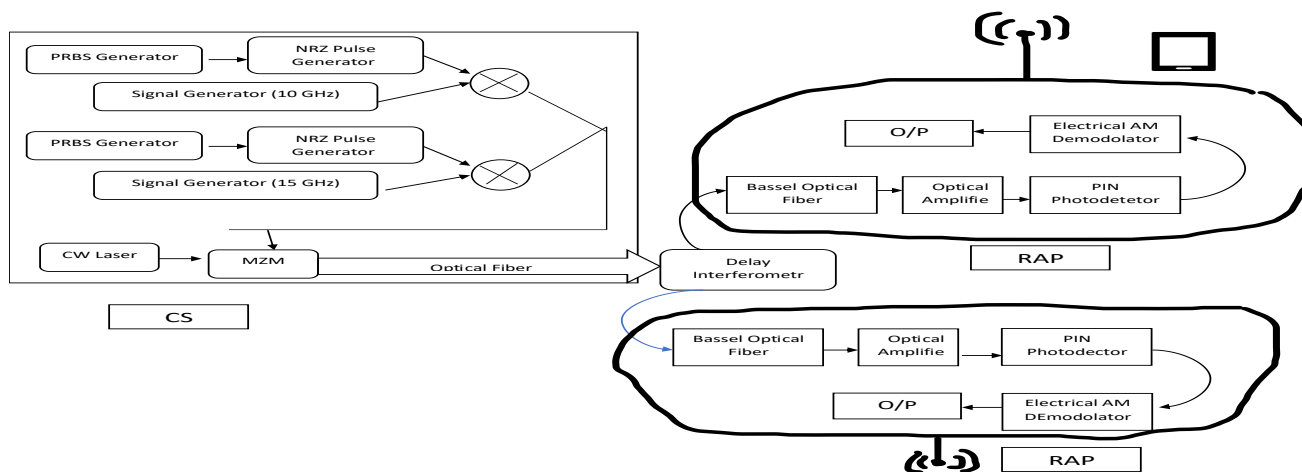 PRBS Generator
NRZ Pulse
Generator
Signal Generator (10 GHz)
PRBS Generator
NRZ Pulse
Generator
Signal Generator (15 GHz)
CW Laser
MZM
Optical Fiber
CS
Delay
Interferometr
O/P
Electrical AM
Demodolator
Bassel Optical
Fiber
Optical
Amplifie
PIN
Photodetetor
RAP
Bassel Optical
Fiber
Optical
Amplifie
PIN
Photodector
O/P
Electrical AM
DEmodolator
RAP